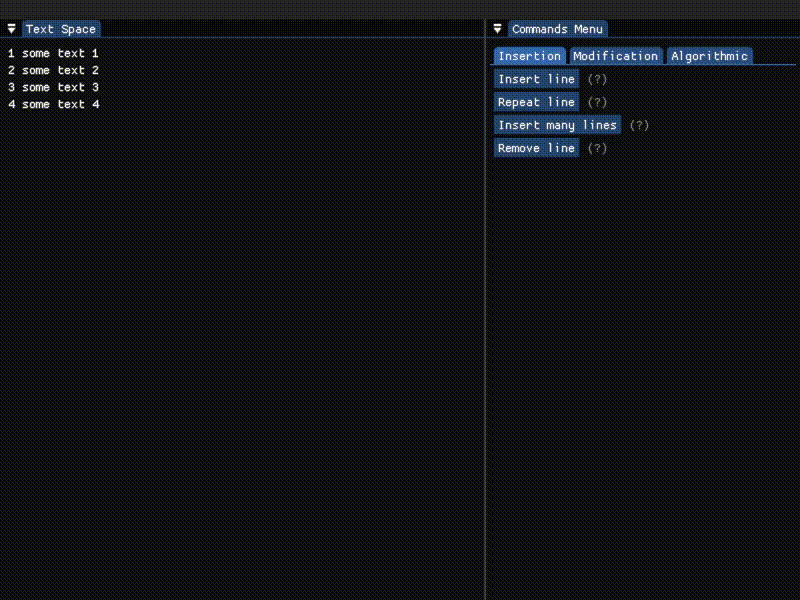 Text Space
1 some text 1
2 some text 2
3 some text 3
4 some text 4
Commands Menu
Insertion Modification Algorithmic
Insert line (?)
Repeat line (?)
Insert many lines (?)
Remove line (?)